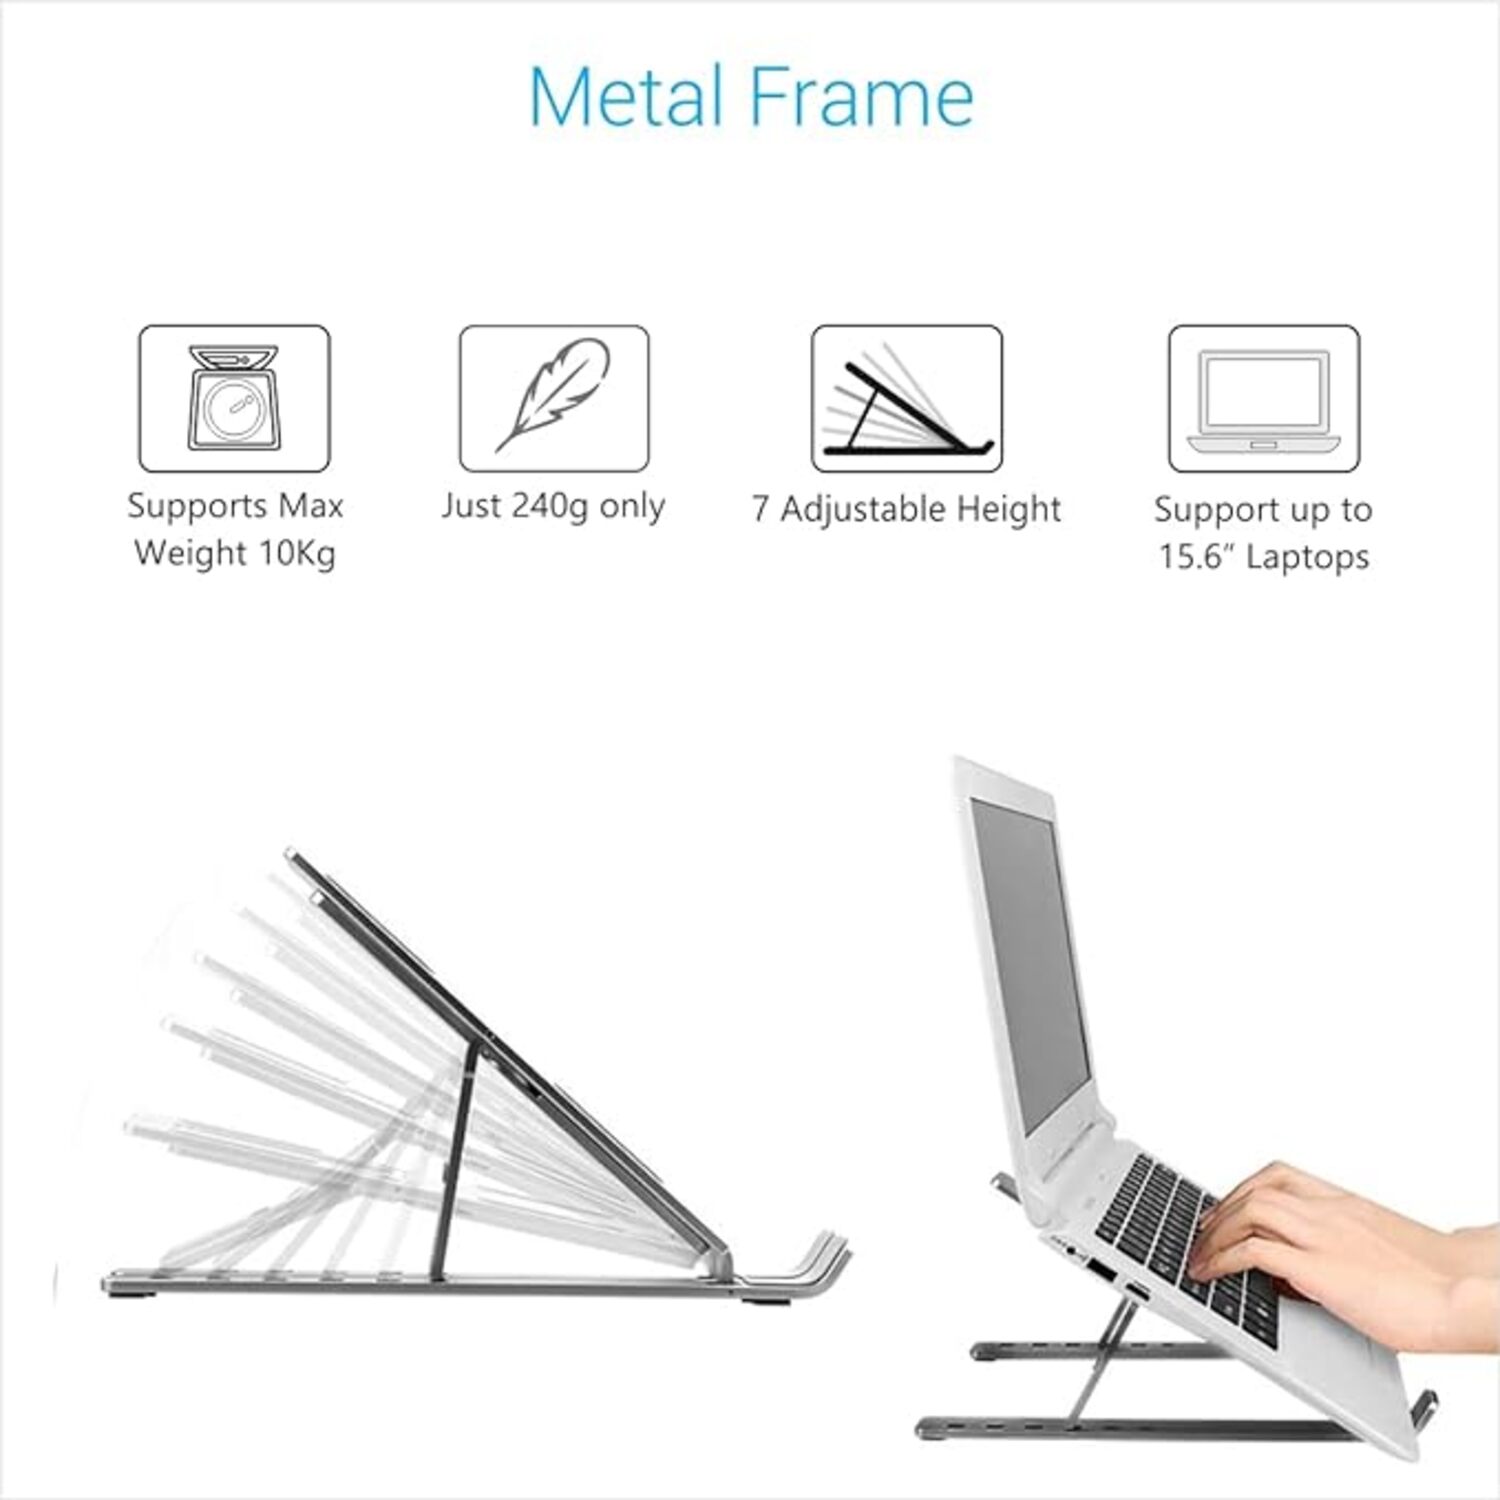 Metal Frame
Supports Max
Weight 10Kg
Just 240g only
7 Adjustable Height
Support up to
15.6” Laptops